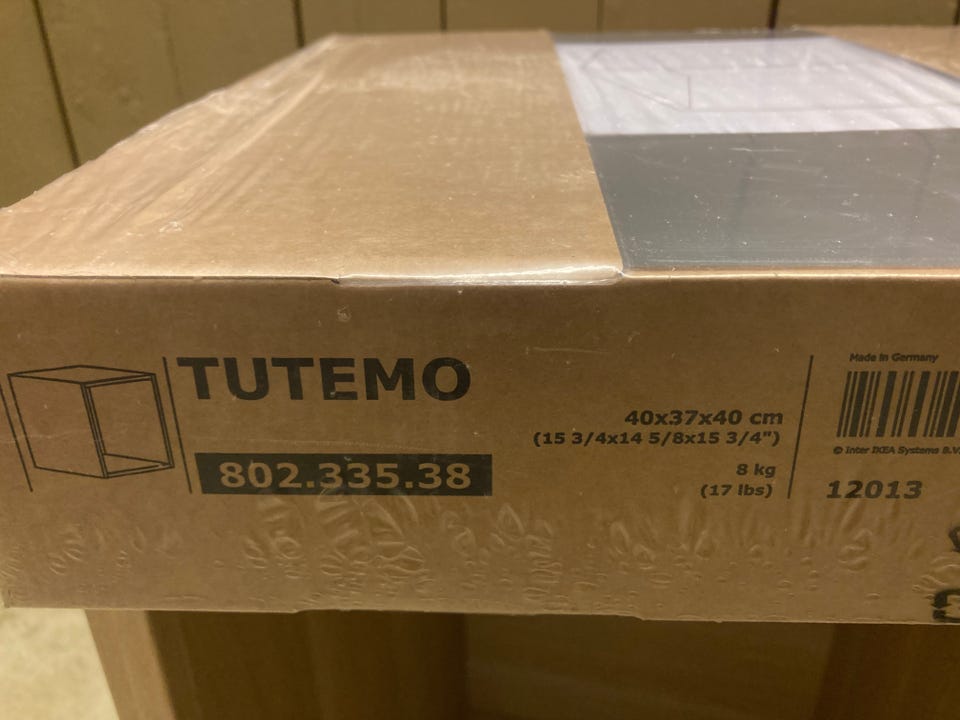 TUTEMO
802.335.38
40x37x40 cm
(15 3/4x14 5/8x15 3/4")
8 kg
(17 lbs)
Made in Germany
© Inter IKEA Systems B.V.
12013